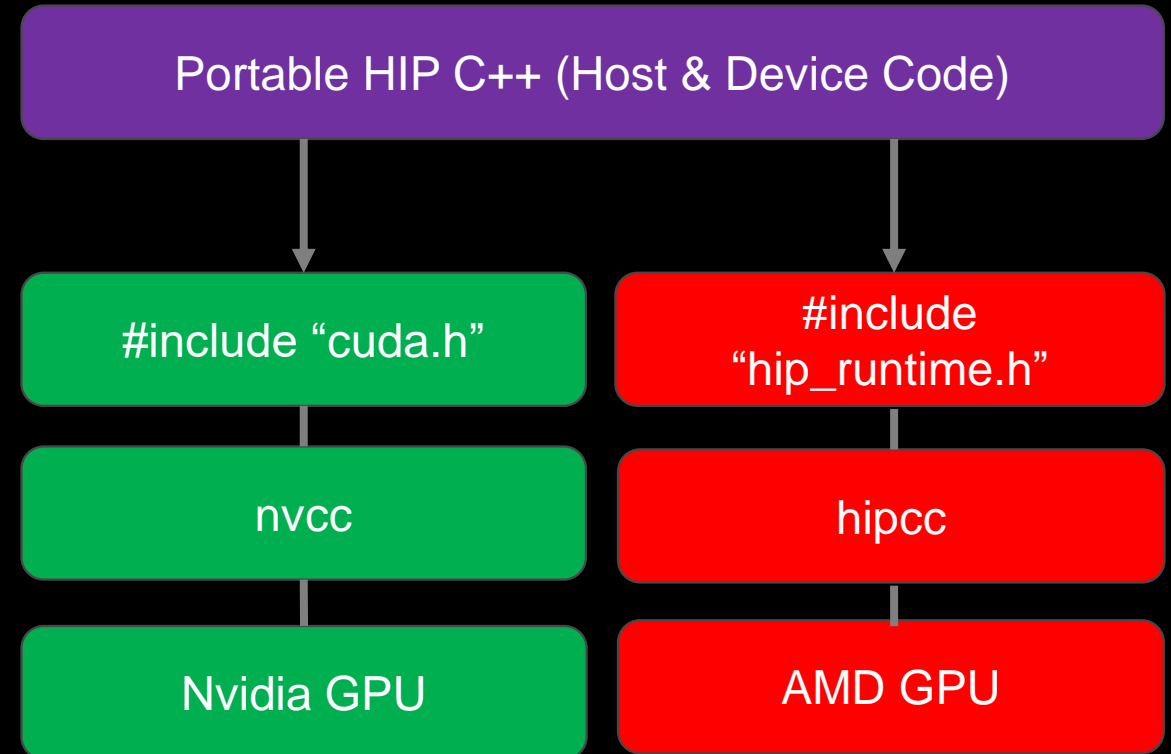 Portable HIP C++ (Host & Device Code)
#include “cuda.h”
#include
“hip_runtime.h”
nvcc
hipcc
Nvidia GPU
AMD GPU